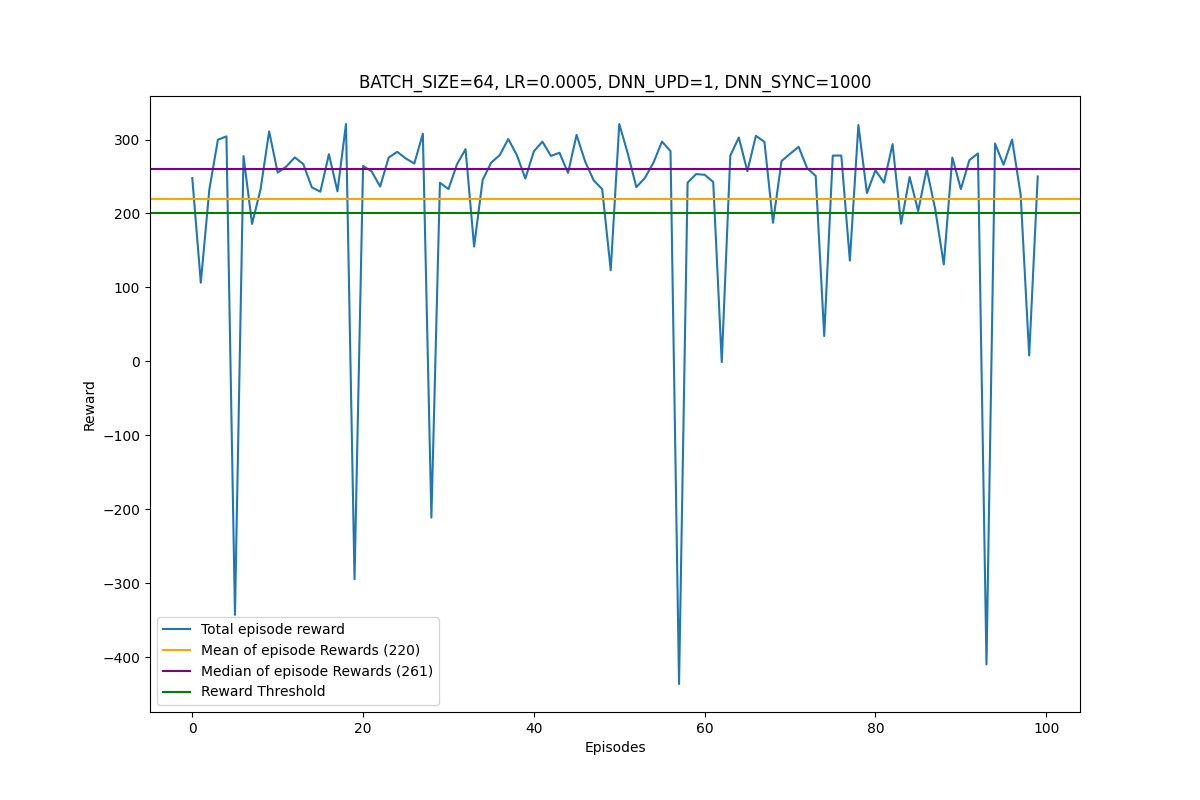 BATCH_SIZE=64, LR=0.0005, DNN_UPD=1, DNN_SYNC=1000
300
200
100
0
−100
−200
−300
−400
Reward
Total episode reward
Mean of episode Rewards (220)
Median of episode Rewards (261)
Reward Threshold
0 20 40 60 80 100
Episodes